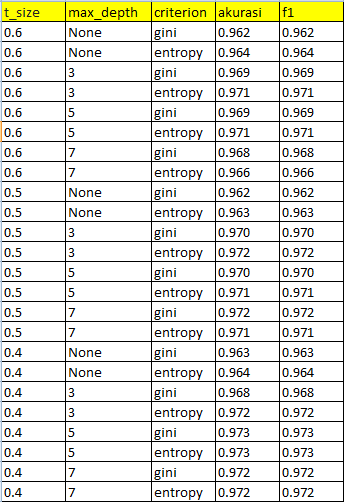 t_size max_depth criterion akurasi f1
0.6 None gini 0.962 0.962
0.6 None entropy 0.964 0.964
0.6 3 gini 0.969 0.969
0.6 3 entropy 0.971 0.971
0.6 5 gini 0.969 0.969
0.6 5 entropy 0.971 0.971
0.6 7 gini 0.968 0.968
0.6 7 entropy 0.966 0.966
0.5 None gini 0.962 0.962
0.5 None entropy 0.963 0.963
0.5 3 gini 0.970 0.970
0.5 3 entropy 0.972 0.972
0.5 5 gini 0.970 0.970
0.5 5 entropy 0.971 0.971
0.5 7 gini 0.972 0.972
0.5 7 entropy 0.971 0.971
0.4 None gini 0.963 0.963
0.4 None entropy 0.964 0.964
0.4 3 gini 0.968 0.968
0.4 3 entropy 0.972 0.972
0.4 5 gini 0.973 0.973
0.4 5 entropy 0.973 0.973
0.4 7 gini 0.972 0.972
0.4 7 entropy 0.972 0.972